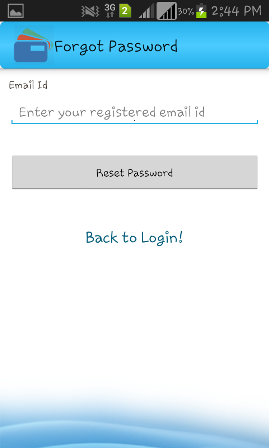 3G 2 30% 2:44 PM
Forgot Password
Email Id
Enter your registered email id
Reset Password
Back to Login!